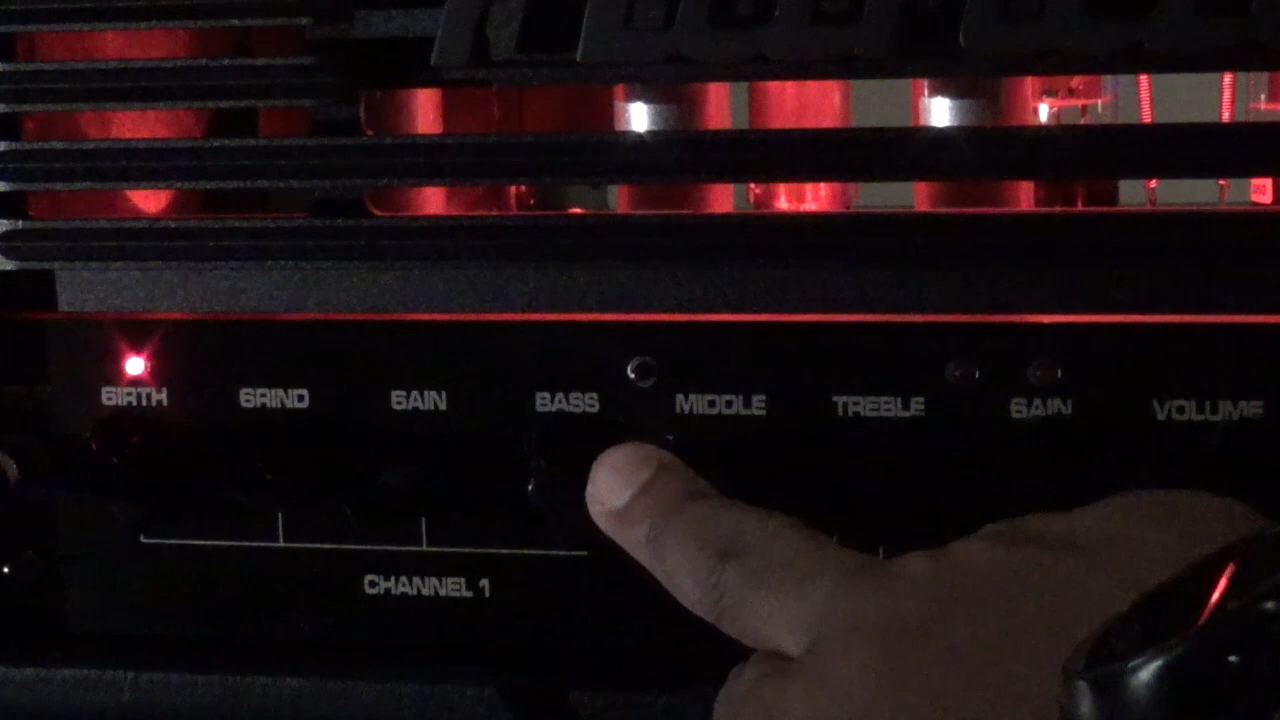 GIRTH GRIND GAIN BASS MIDDLE TREBLE GAIN VOLUME
CHANNEL 1